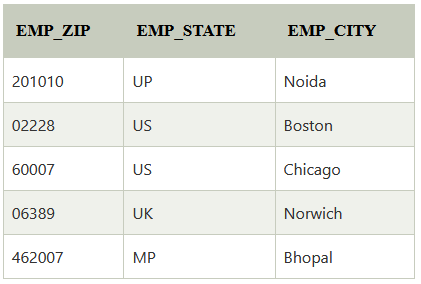 EMP_ZIP EMP_STATE EMP_CITY
201010 UP Noida
02228 US Boston
60007 US Chicago
06389 UK Norwich
462007 MP Bhopal